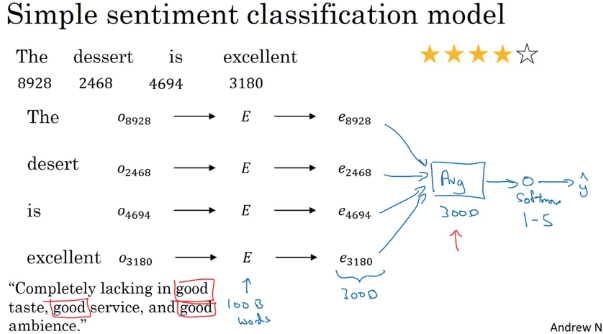 Simple sentiment classification model
The dessert is excellent
8928 2468 4694 3180
The o8928 E e8928
desert o2468 E e2468
is o4694 E e4694
excellent o3180 E e3180
Avg
300D
Softmax
1-5
ŷ
300D
"Completely lacking in good
taste, good service, and good
ambience."
100B
words
Andrew N